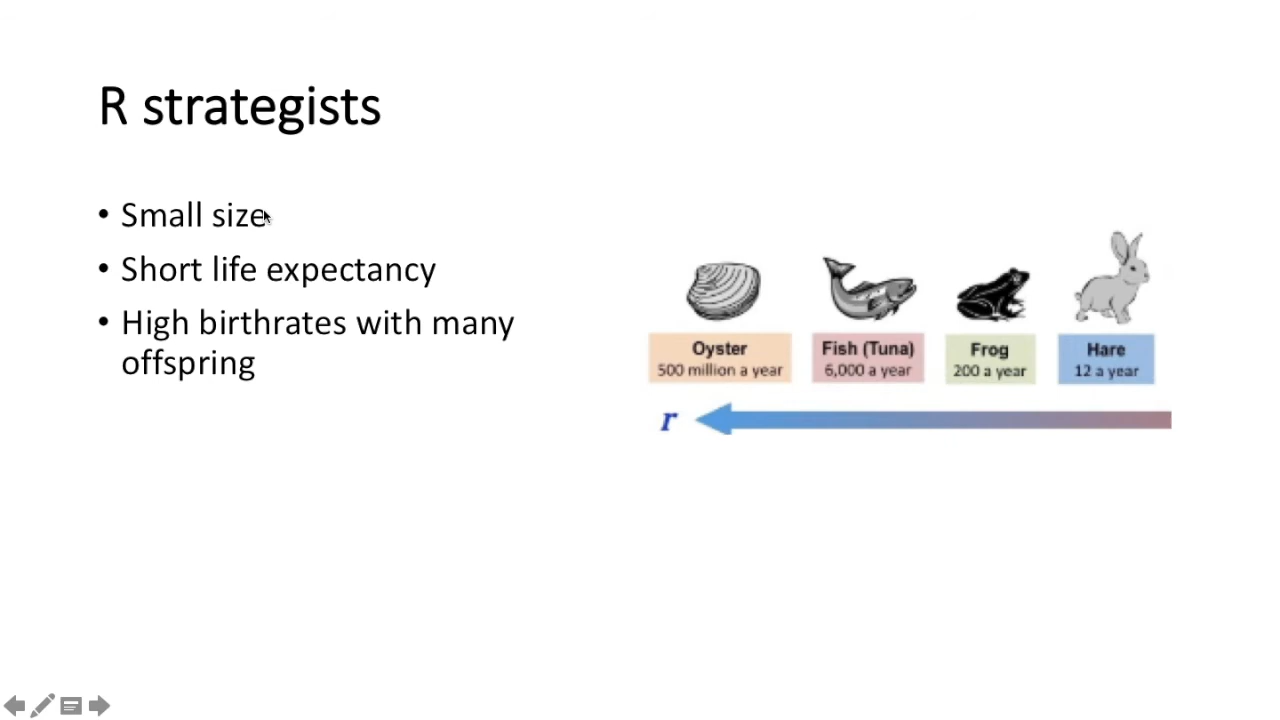 R strategists
• Small size
• Short life expectancy
• High birthrates with many
offspring
Oyster
500 million a year
Fish (Tuna)
6,000 a year
Frog
200 a year
Hare
12 a year
r